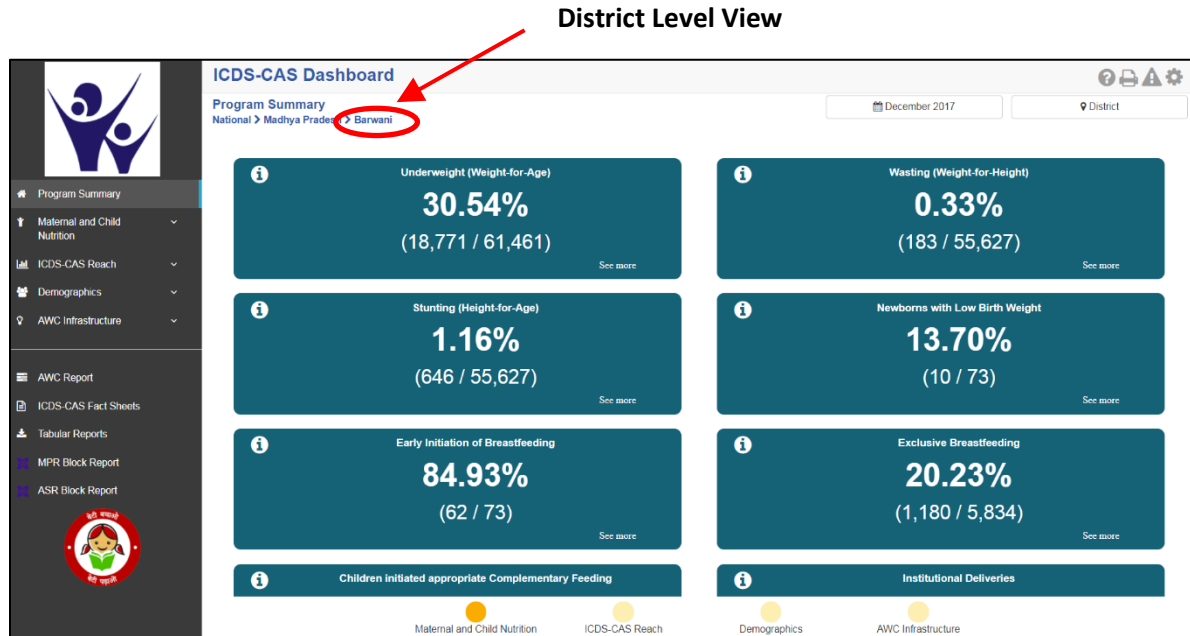 District Level View
ICDS-CAS Dashboard
Program Summary
National > Madhya Pradesh > Barwani
December 2017
District
Program Summary
Maternal and Child
Nutrition
ICDS-CAS Reach
Demographics
AWC Infrastructure
AWC Report
ICDS-CAS Fact Sheets
Tabular Reports
MPR Block Report
ASR Block Report
बेटी बचाओ
बेटी पढ़ाओ
Underweight (Weight-for-Age)
30.54%
(18,771 / 61,461)
See more
Wasting (Weight-for-Height)
0.33%
(183 / 55,627)
See more
Stunting (Height-for-Age)
1.16%
(646 / 55,627)
See more
Newborns with Low Birth Weight
13.70%
(10 / 73)
See more
Early Initiation of Breastfeeding
84.93%
(62 / 73)
See more
Exclusive Breastfeeding
20.23%
(1,180 / 5,834)
See more
Children initiated appropriate Complementary Feeding
Institutional Deliveries
Maternal and Child Nutrition
ICDS-CAS Reach
Demographics
AWC Infrastructure